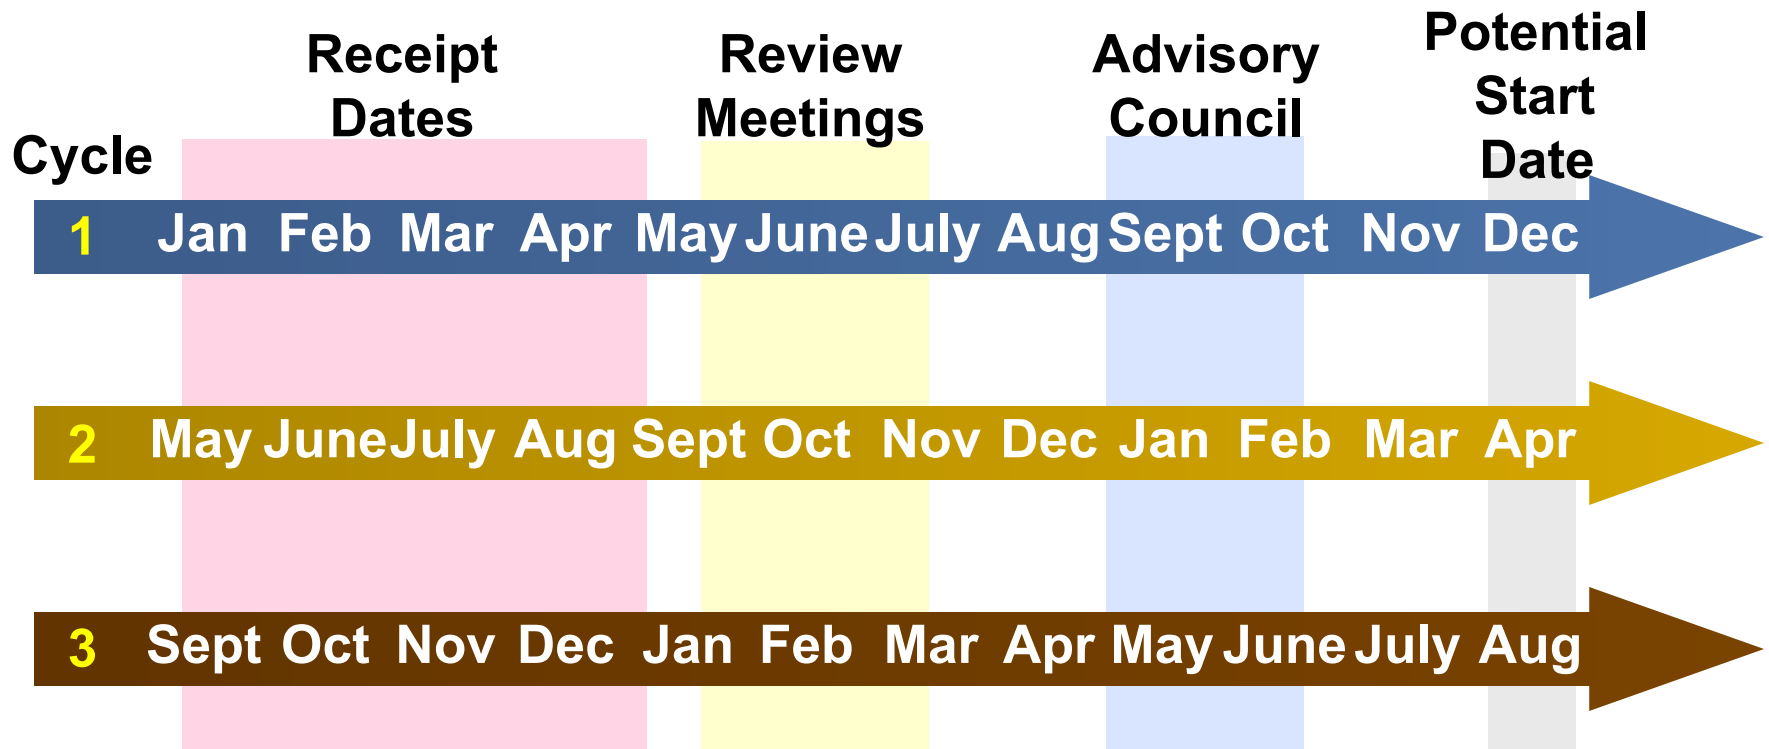 Receipt
Dates
Review
Meetings
Advisory
Council
Potential
Start
Date
Cycle
1 Jan Feb Mar Apr May June July Aug Sept Oct Nov Dec
2 May June July Aug Sept Oct Nov Dec Jan Feb Mar Apr
3 Sept Oct Nov Dec Jan Feb Mar Apr May June July Aug